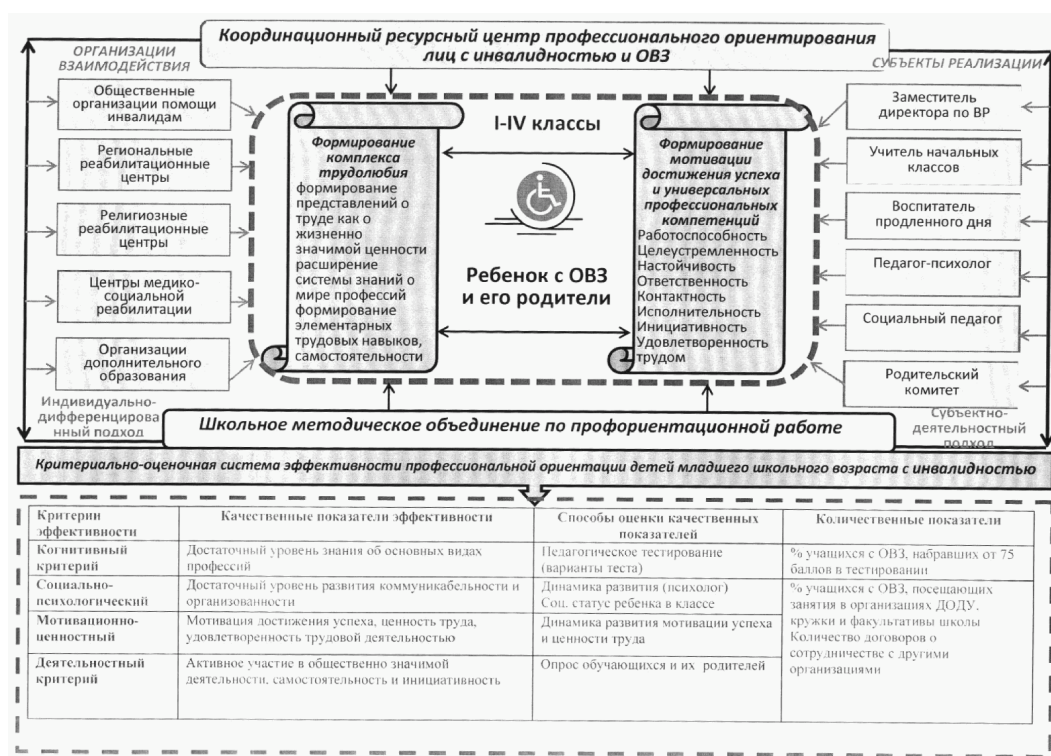 Координационный ресурсный центр профессионального ориентирования
лиц с инвалидностью и ОВЗ
ОРГАНИЗАЦИИ
ВЗАИМОДЕЙСТВИЯ
Общественные
организации помощи
инвалидам
Региональные
реабилитационные
центры
Религиозные
реабилитационные
центры
Центры медико-
социальной
реабилитации
Организации
дополнительного
образования
Индивидуально-
дифференцирова
нный подход
Формирование
комплекса
трудолюбия
формирование
представлений о
труде как о
жизненно
значимой ценности
расширение
системы знаний о
мире профессий
формирование
элементарных
трудовых навыков,
самостоятельности
I-IV классы
Ребенок с ОВЗ
и его родители
Формирование
мотивации
достижения успеха
и универсальных
профессиональных
компетенций
Работоспособность
Целеустремленность
Настойчивость
Ответственность
Контактность
Исполнительность
Инициативность
Удовлетворенность
трудом
СУБЪЕКТЫ РЕАЛИЗАЦИИ
Заместитель
директора по ВР
Учитель начальных
классов
Воспитатель
продленного дня
Педагог-психолог
Социальный педагог
Родительский
комитет
Субъектно-
деятельностный
подход
Школьное методическое объединение по профориентационной работе
Критериально-оценочная система эффективности профессиональной ориентации детей младшего школьного возраста с инвалидностью
Критерии
эффективности
Качественные показатели эффективности
Способы оценки качественных
показателей
Количественные показатели
Когнитивный
критерий
Достаточный уровень знания об основных видах
профессий
Педагогическое тестирование
(варианты теста)
% учащихся с ОВЗ, набравших от 75
баллов в тестировании
Социально-
психологический
Достаточный уровень развития коммуникабельности и
организованности
Динамика развития (психолог)
Соц. статус ребенка в классе
% учащихся с ОВЗ, посещающих
занятия в организациях ДОДУ,
кружки и факультативы школы
Количество договоров о
сотрудничестве с другими
организациями
Мотивационно-
ценностный
Мотивация достижения успеха, ценность труда,
удовлетворенность трудовой деятельностью
Динамика развития мотивации успеха
и ценности труда
Деятельностный
критерий
Активное участие в общественно значимой
деятельности, самостоятельность и инициативность
Опрос обучающихся и их родителей